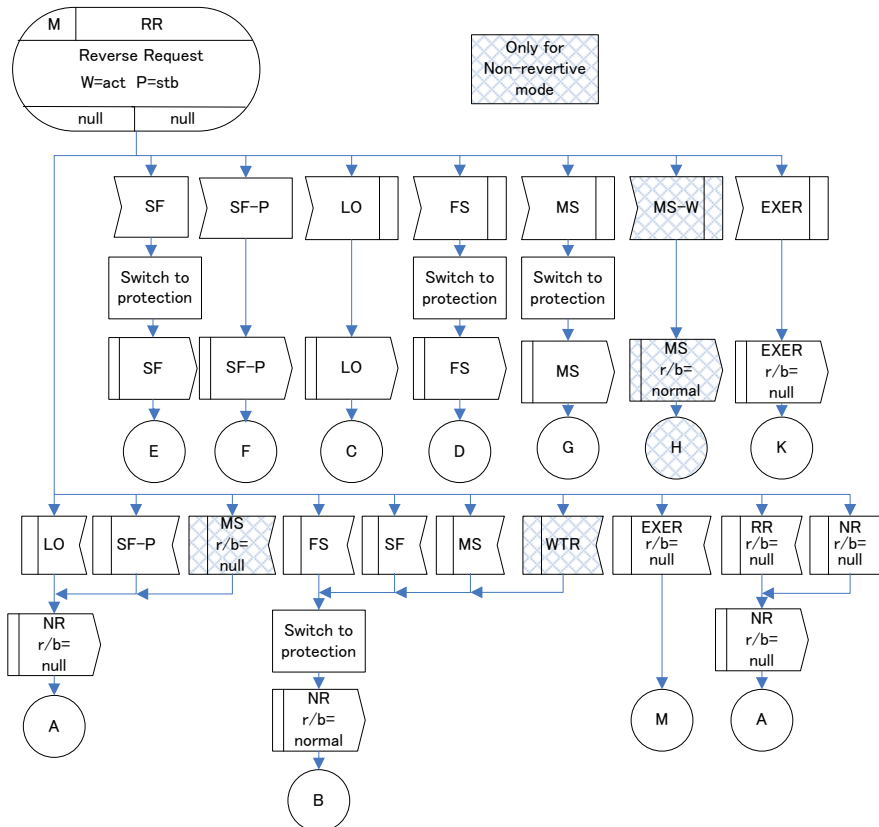 M RR
Reverse Request
W=act P=stb
null null
Only for
Non-revertive
mode
SF SF-P LO FS MS MS-W EXER
Switch to
protection
Switch to
protection
Switch to
protection
SF SF-P LO FS MS
MS
r/b=
normal
EXER
r/b=
null
E F C D G H K
LO SF-P
MS
r/b=
null
FS SF MS WTR
EXER
r/b=
null
RR
r/b=
null
NR
r/b=
null
NR
r/b=
null
Switch to
protection
NR
r/b=
null
A
NR
r/b=
normal
M A
B